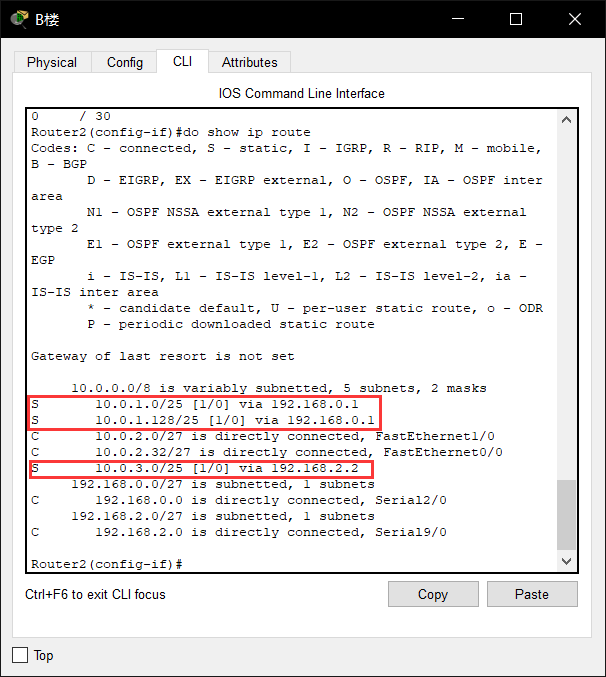 B楼
Physical Config CLI Attributes
IOS Command Line Interface
0     / 30
Router2(config-if)#do show ip route
Codes: C - connected, S - static, I - IGRP, R - RIP, M - mobile,
B - BGP
       D - EIGRP, EX - EIGRP external, O - OSPF, IA - OSPF inter
area
       N1 - OSPF NSSA external type 1, N2 - OSPF NSSA external
type 2
       E1 - OSPF external type 1, E2 - OSPF external type 2, E -
EGP
       i - IS-IS, L1 - IS-IS level-1, L2 - IS-IS level-2, ia -
IS-IS inter area
       * - candidate default, U - per-user static route, o - ODR
       P - periodic downloaded static route
Gateway of last resort is not set
     10.0.0.0/8 is variably subnetted, 5 subnets, 2 masks
S       10.0.1.0/25 [1/0] via 192.168.0.1
S       10.0.1.128/25 [1/0] via 192.168.0.1
C       10.0.2.0/27 is directly connected, FastEthernet1/0
C       10.0.2.32/27 is directly connected, FastEthernet0/0
S       10.0.3.0/25 [1/0] via 192.168.2.2
     192.168.0.0/27 is subnetted, 1 subnets
C       192.168.0.0 is directly connected, Serial2/0
     192.168.2.0/27 is subnetted, 1 subnets
C       192.168.2.0 is directly connected, Serial9/0
Router2(config-if)#
Ctrl+F6 to exit CLI focus Copy Paste
Top